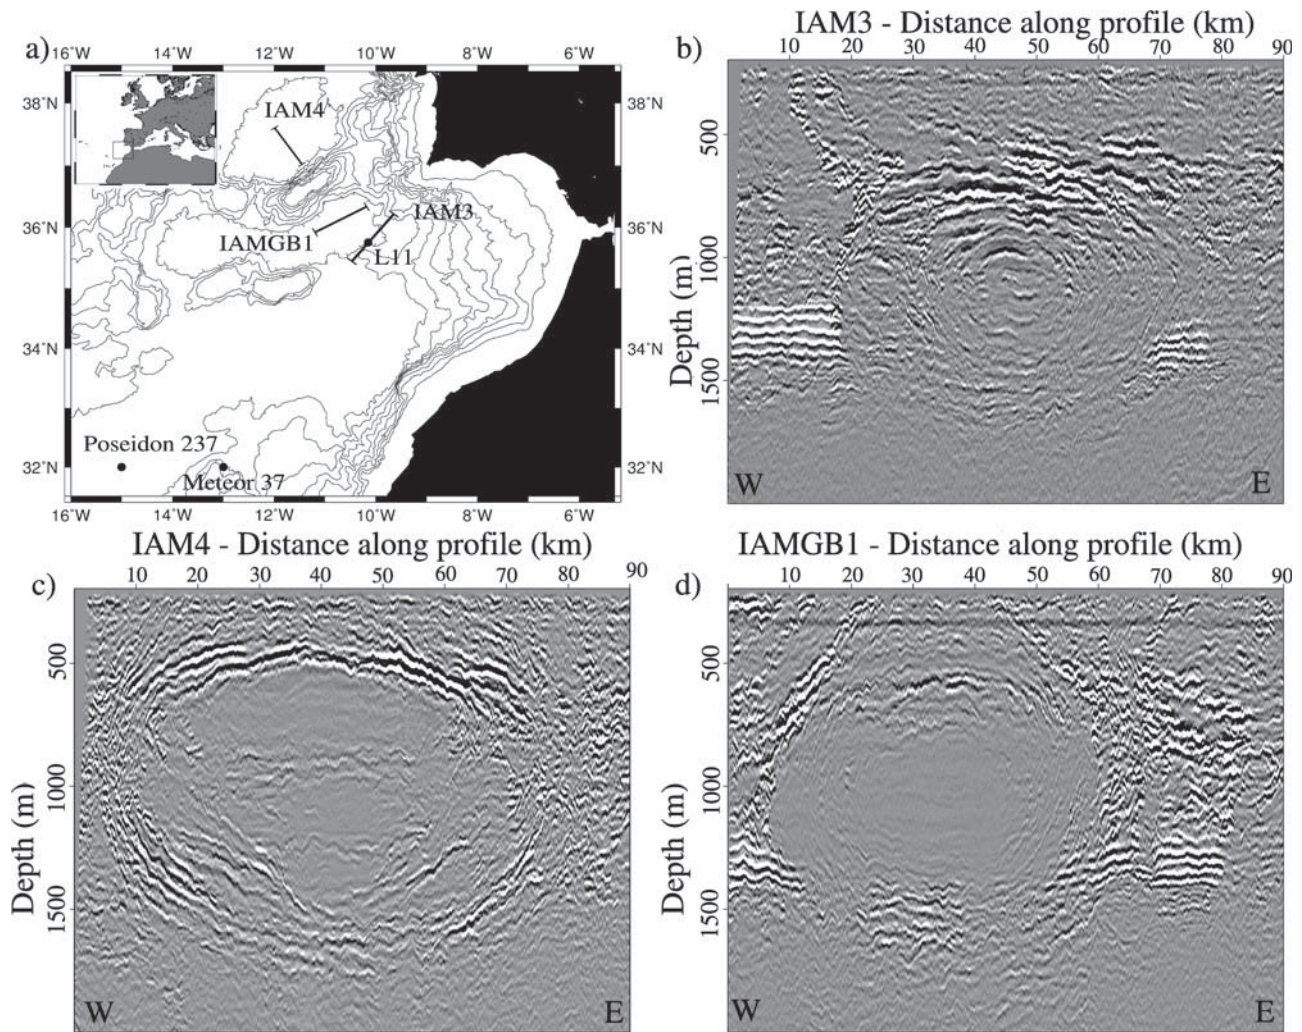 a)
16°W 14°W 12°W 10°W 8°W 6°W
38°N 38°N
IAM4
36°N 36°N
IAMGB1
IAM3
L11
34°N 34°N
Poseidon 237
32°N 32°N
Meteor 37
16°W 14°W 12°W 10°W 8°W 6°W
IAM3 - Distance along profile (km)
b)
10 20 30 40 50 60 70 80 90
Depth (m)
500
1000
1500
W E
IAM4 - Distance along profile (km)
c)
10 20 30 40 50 60 70 80 90
Depth (m)
500
1000
1500
W E
IAMGB1 - Distance along profile (km)
d)
10 20 30 40 50 60 70 80 90
Depth (m)
500
1000
1500
W E